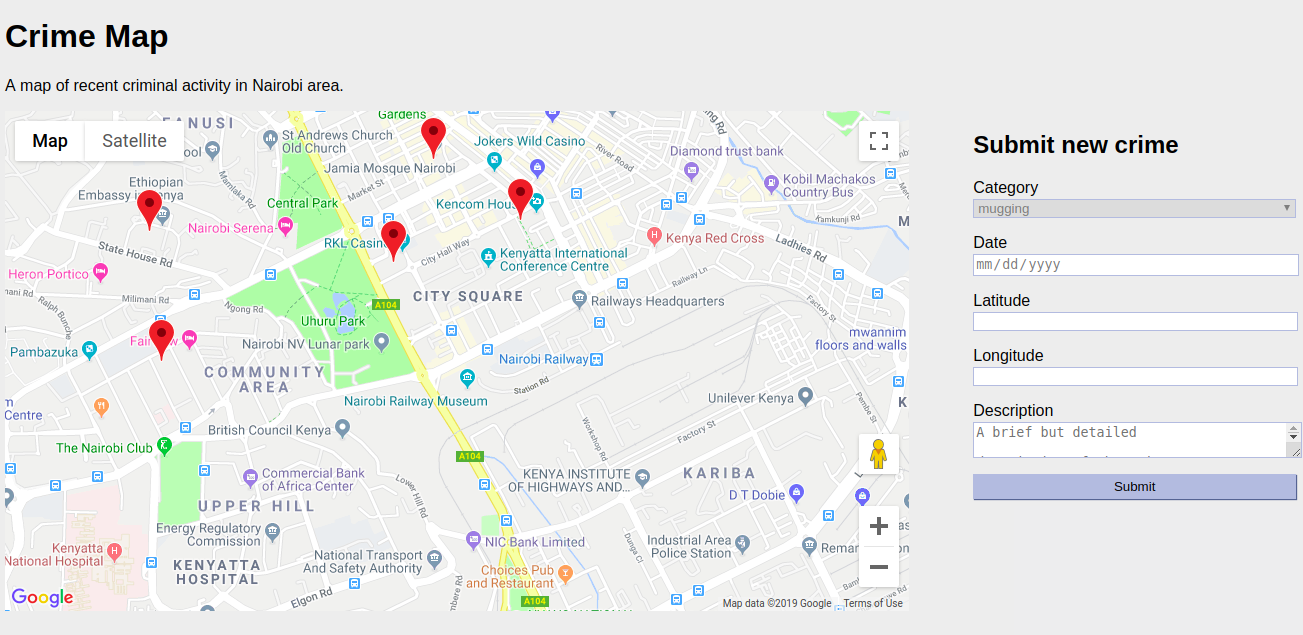 Crime Map
A map of recent criminal activity in Nairobi area.
Map
Satellite
Gardens
St Andrews Church
Old Church
Jokers Wild Casino
River Road
Diamond trust bank
Jamia Mosque Nairobi
Ethiopian
Market St
Kobil Machakos
Country Bus
Mamlaka Rd
Central Park
Kencom
Kamkunji Rd
Nairobi Serena
RKL Casino
City Hall Way
Kenya Red Cross
Ladhies Rd
State House Rd
Kenyatta International
Conference Centre
Heron Portico
Railway Ln
Milimani Rd
CITY SQUARE
Railways Headquarters
Ralph Bunche
Ngong Rd
A104
Factory St
Uhuru Park
mwannim
floors and walls
Nairobi NV Lunar park
Pambazuka
Nairobi Railway
COMMUNITY
AREA
Station Rd
Nairobi Railway Museum
Unilever Kenya
Pembe St
Centre
British Council Kenya
Workshop Rd
Factory St
The Nairobi Club
A104
Commercial Bank
of Africa Center
KENYA INSTITUTE
OF HIGHWAYS AND...
KARIBA
Lower Hill Rd
D T Dobie
UPPER HILL
Energy Regulatory
Commission
NIC Bank Limited
Dunga Cl
Industrial Area
Police Station
Kenyatta
National Hospital
National Transport
And Safety Authority
KENYATTA
HOSPITAL
Choices Pub
and Restaurant
Elgon Rd
A104
Google
Map data ©2019 Google
Terms of Use
Submit new crime
Category
mugging
Date
mm/dd/yyyy
Latitude
Longitude
Description
A brief but detailed
Submit